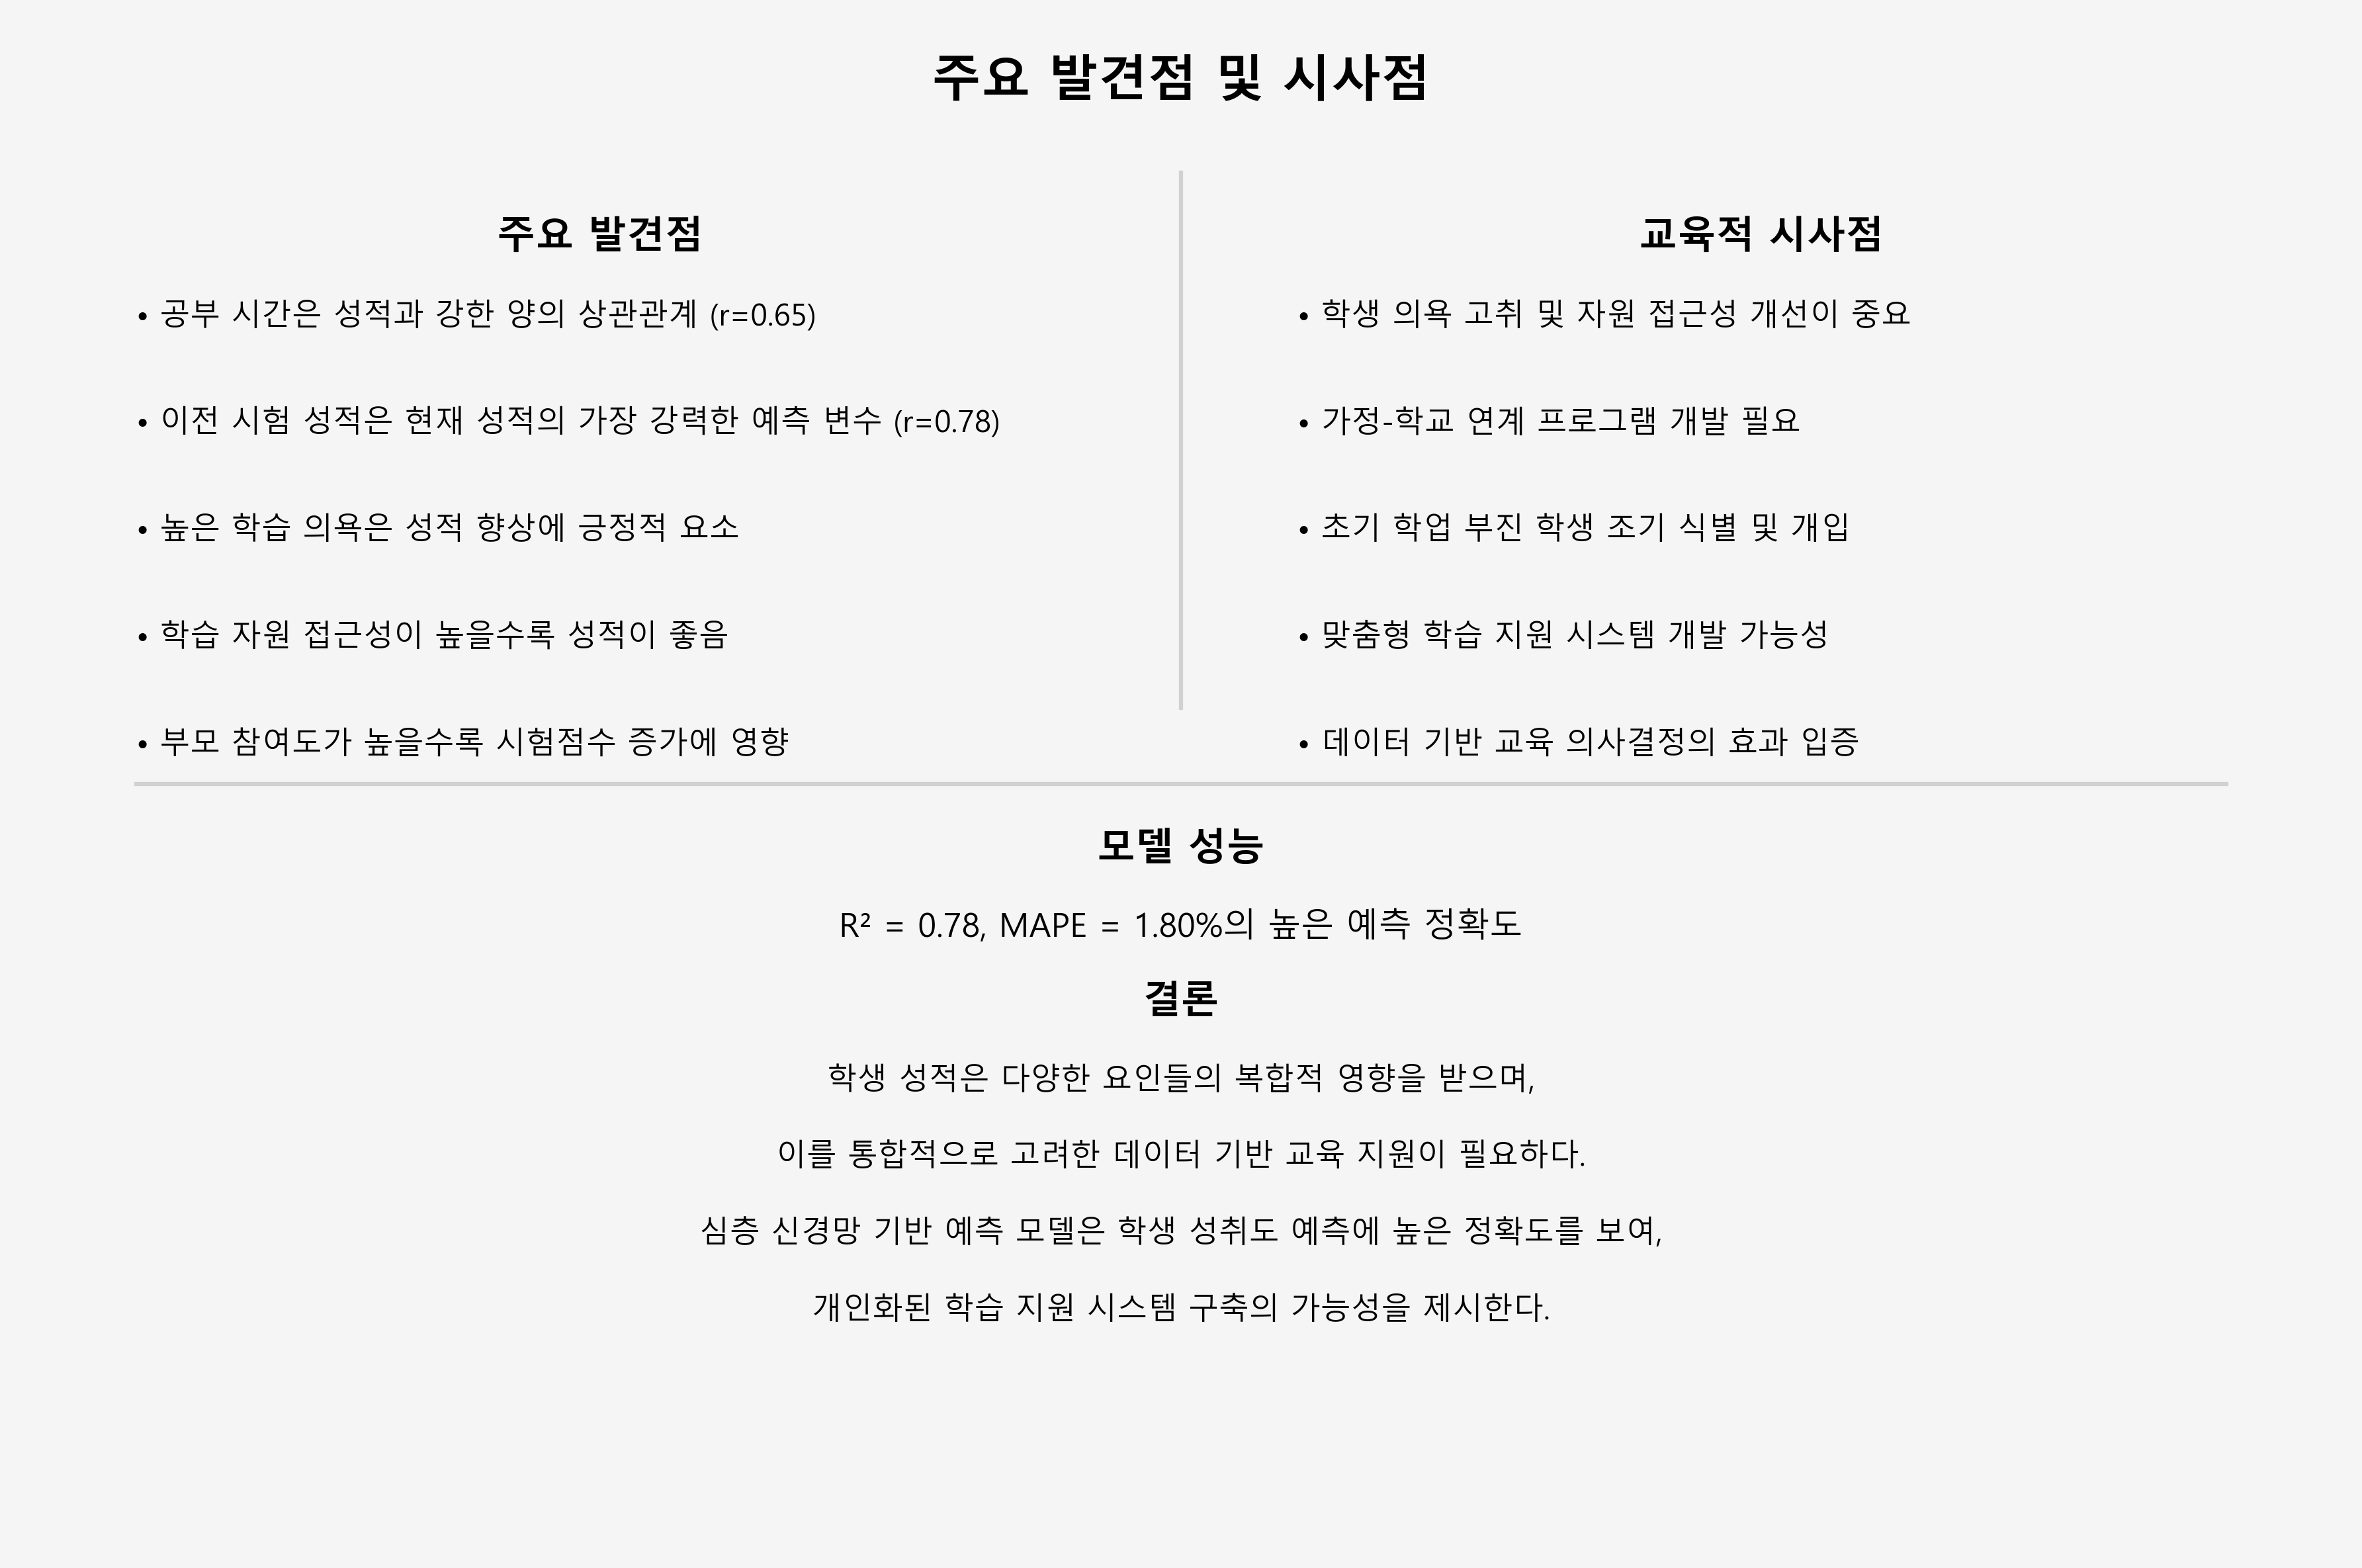 주요 발견점 및 시사점
주요 발견점
• 공부 시간은 성적과 강한 양의 상관관계 (r=0.65)
• 이전 시험 성적은 현재 성적의 가장 강력한 예측 변수 (r=0.78)
• 높은 학습 의욕은 성적 향상에 긍정적 요소
• 학습 자원 접근성이 높을수록 성적이 좋음
• 부모 참여도가 높을수록 시험점수 증가에 영향
교육적 시사점
• 학생 의욕 고취 및 자원 접근성 개선이 중요
• 가정-학교 연계 프로그램 개발 필요
• 초기 학업 부진 학생 조기 식별 및 개입
• 맞춤형 학습 지원 시스템 개발 가능성
• 데이터 기반 교육 의사결정의 효과 입증
모델 성능
R² = 0.78, MAPE = 1.80%의 높은 예측 정확도
결론
학생 성적은 다양한 요인들의 복합적 영향을 받으며,
이를 통합적으로 고려한 데이터 기반 교육 지원이 필요하다.
심층 신경망 기반 예측 모델은 학생 성취도 예측에 높은 정확도를 보여,
개인화된 학습 지원 시스템 구축의 가능성을 제시한다.